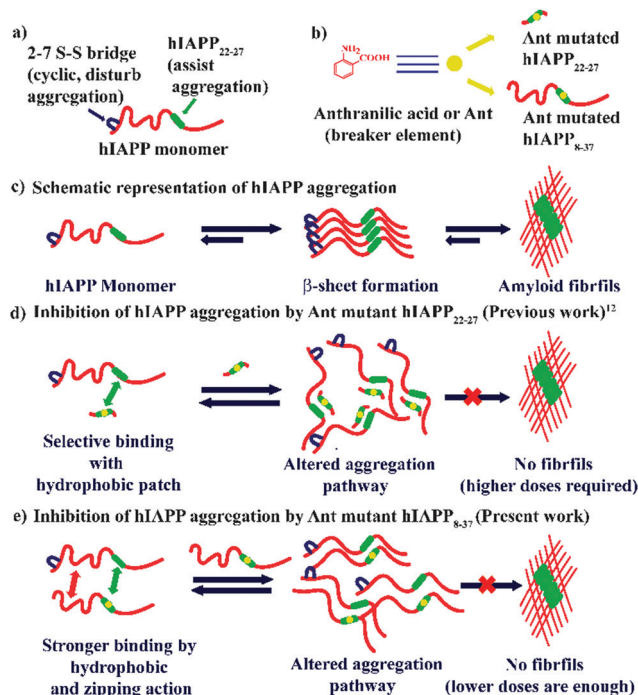 a)
2-7 S-S bridge
(cyclic, disturb
aggregation)
hIAPP22-27
(assist
aggregation)
hIAPP monomer
b)
NH2
COOH
Anthranilic acid or Ant
(breaker element)
Ant mutated
hIAPP22-27
Ant mutated
hIAPP8-37
c) Schematic representation of hIAPP aggregation
hIAPP Monomer
β-sheet formation
Amyloid fibrfils
d) Inhibition of hIAPP aggregation by Ant mutant hIAPP22-27 (Previous work)12
Selective binding
with
hydrophobic patch
Altered aggregation
pathway
No fibrfils
(higher doses required)
e) Inhibition of hIAPP aggregation by Ant mutant hIAPP8-37 (Present work)
Stronger binding by
hydrophobic
and zipping action
Altered aggregation
pathway
No fibrfils
(lower doses are enough)